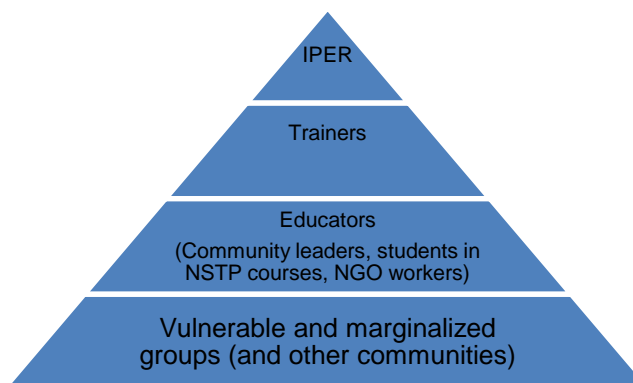 IPER
Trainers
Educators
(Community leaders, students in
NSTP courses, NGO workers)
Vulnerable and marginalized
groups (and other communities)